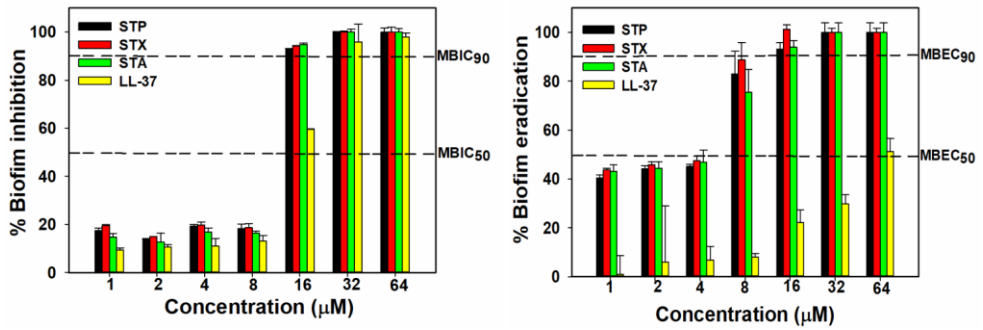 % Biofim inhibition
100
80
60
40
20
0
STP
STX
STA
LL-37
MBIC90
MBIC50
1 2 4 8 16 32 64
Concentration (μM)
% Biofim eradication
100
80
60
40
20
0
STP
STX
STA
LL-37
MBEC90
MBEC50
1 2 4 8 16 32 64
Concentration (μM)